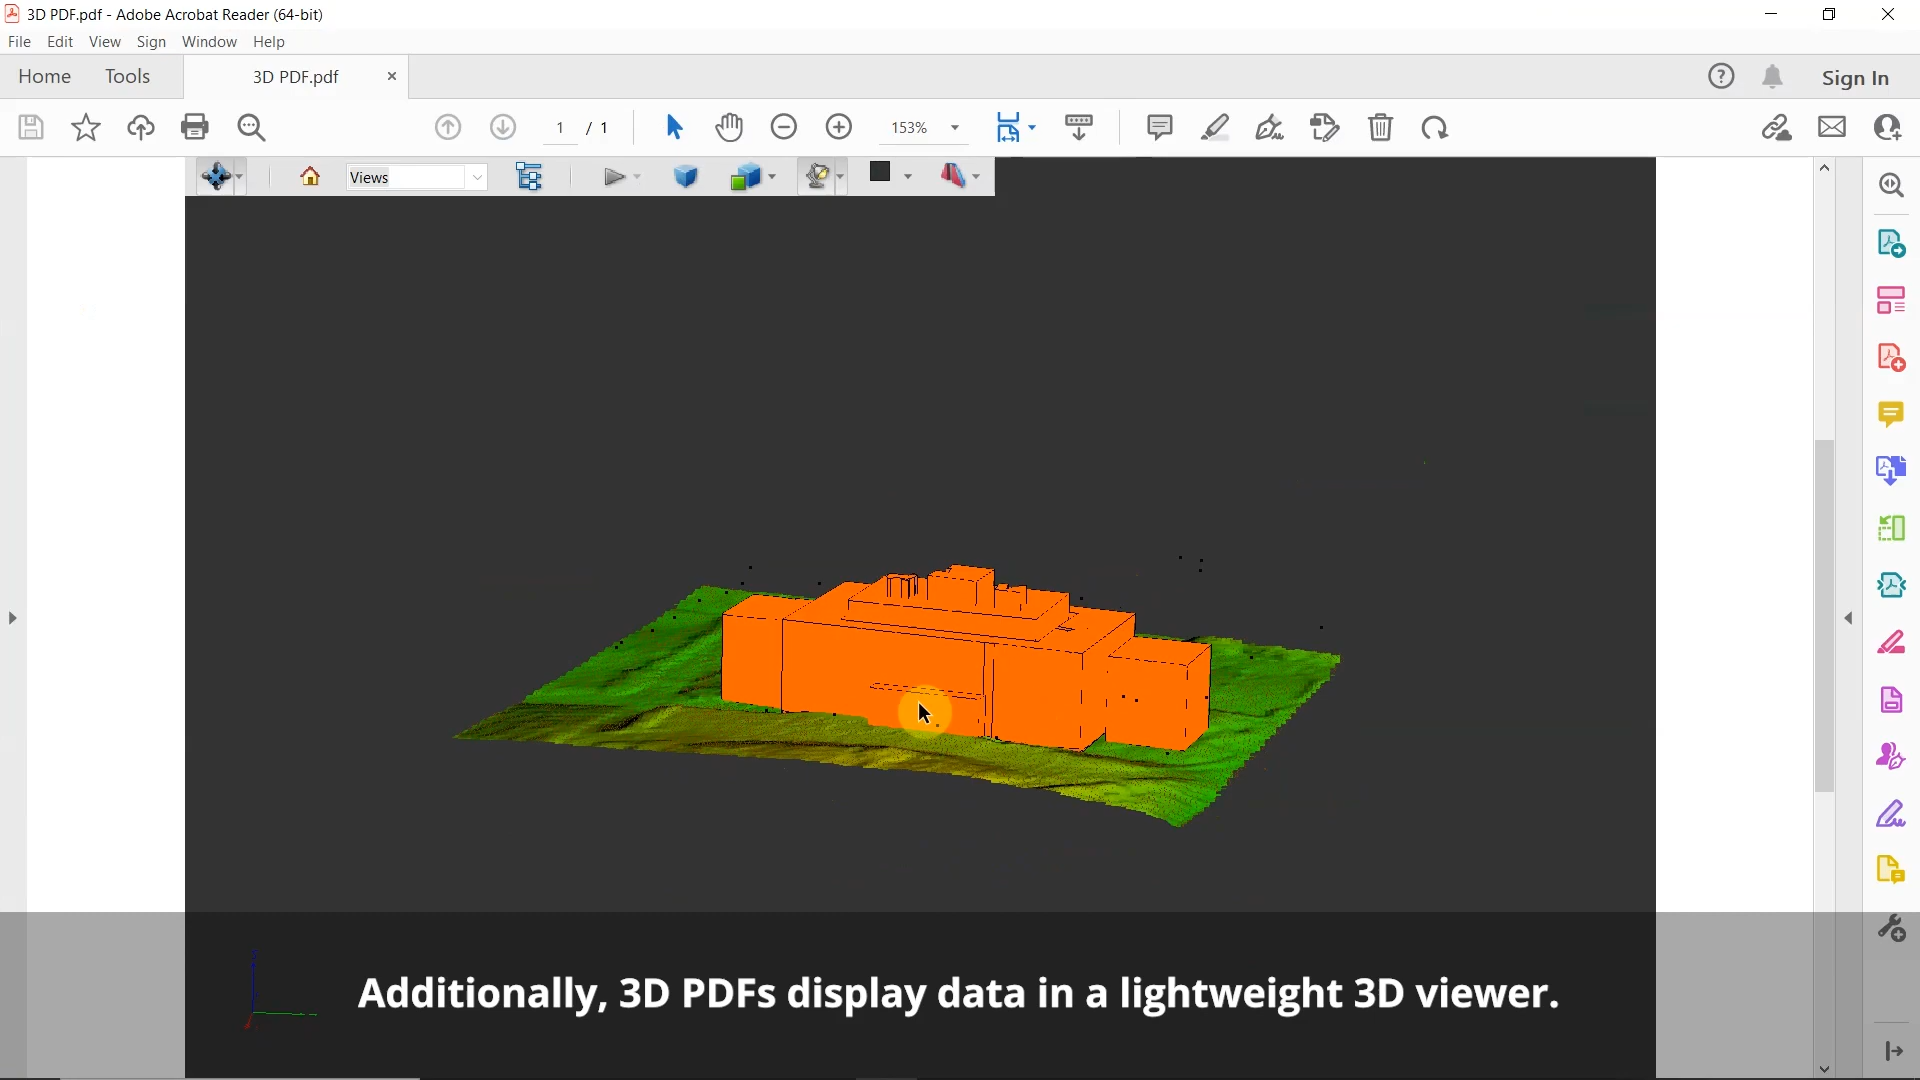 3D PDF.pdf - Adobe Acrobat Reader (64-bit)
File Edit View Sign Window Help
Home Tools 3D PDF.pdf Sign In
1 / 1 153%
Views
Additionally, 3D PDFs display data in a lightweight 3D viewer.